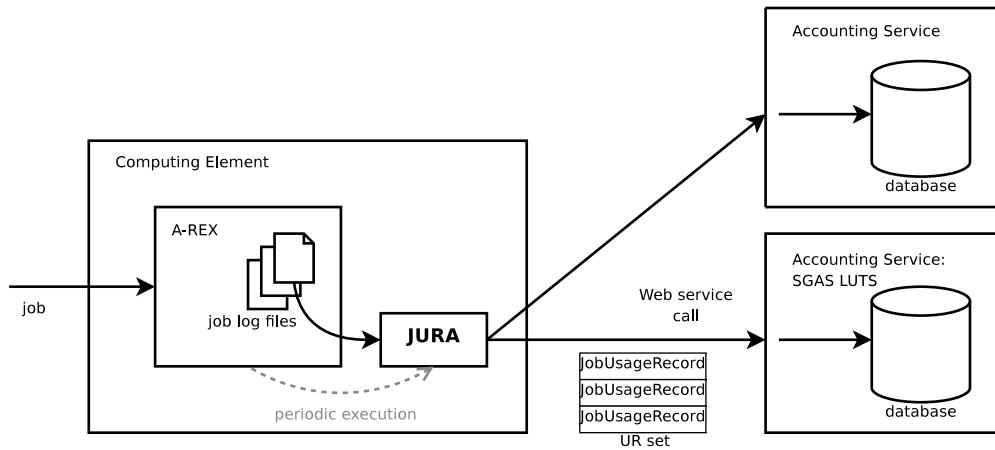 Accounting Service
database
Computing Element
A-REX
job
job log files
JURA
periodic execution
Web service
call
JobUsageRecord
JobUsageRecord
JobUsageRecord
UR set
Accounting Service:
SGAS LUTS
database